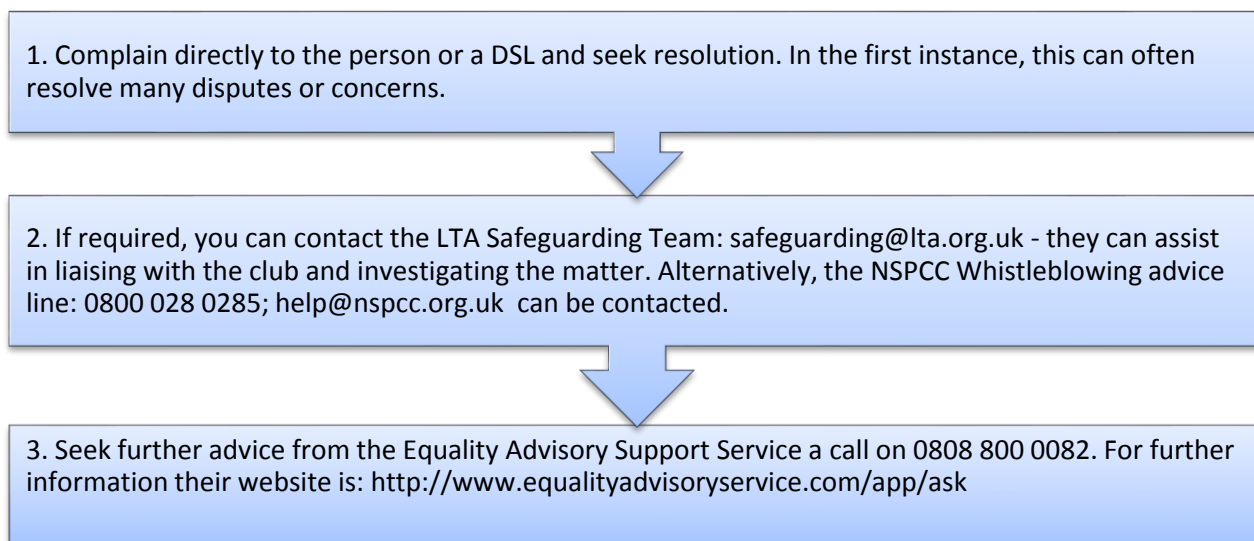 1. Complain directly to the person or a DSL and seek resolution. In the first instance, this can often
resolve many disputes or concerns.
2. If required, you can contact the LTA Safeguarding Team: safeguarding@lta.org.uk - they can assist
in liaising with the club and investigating the matter. Alternatively, the NSPCC Whistleblowing advice
line: 0800 028 0285; help@nspcc.org.uk  can be contacted.
3. Seek further advice from the Equality Advisory Support Service a call on 0808 800 0082. For further
information their website is: http://www.equalityadvisoryservice.com/app/ask